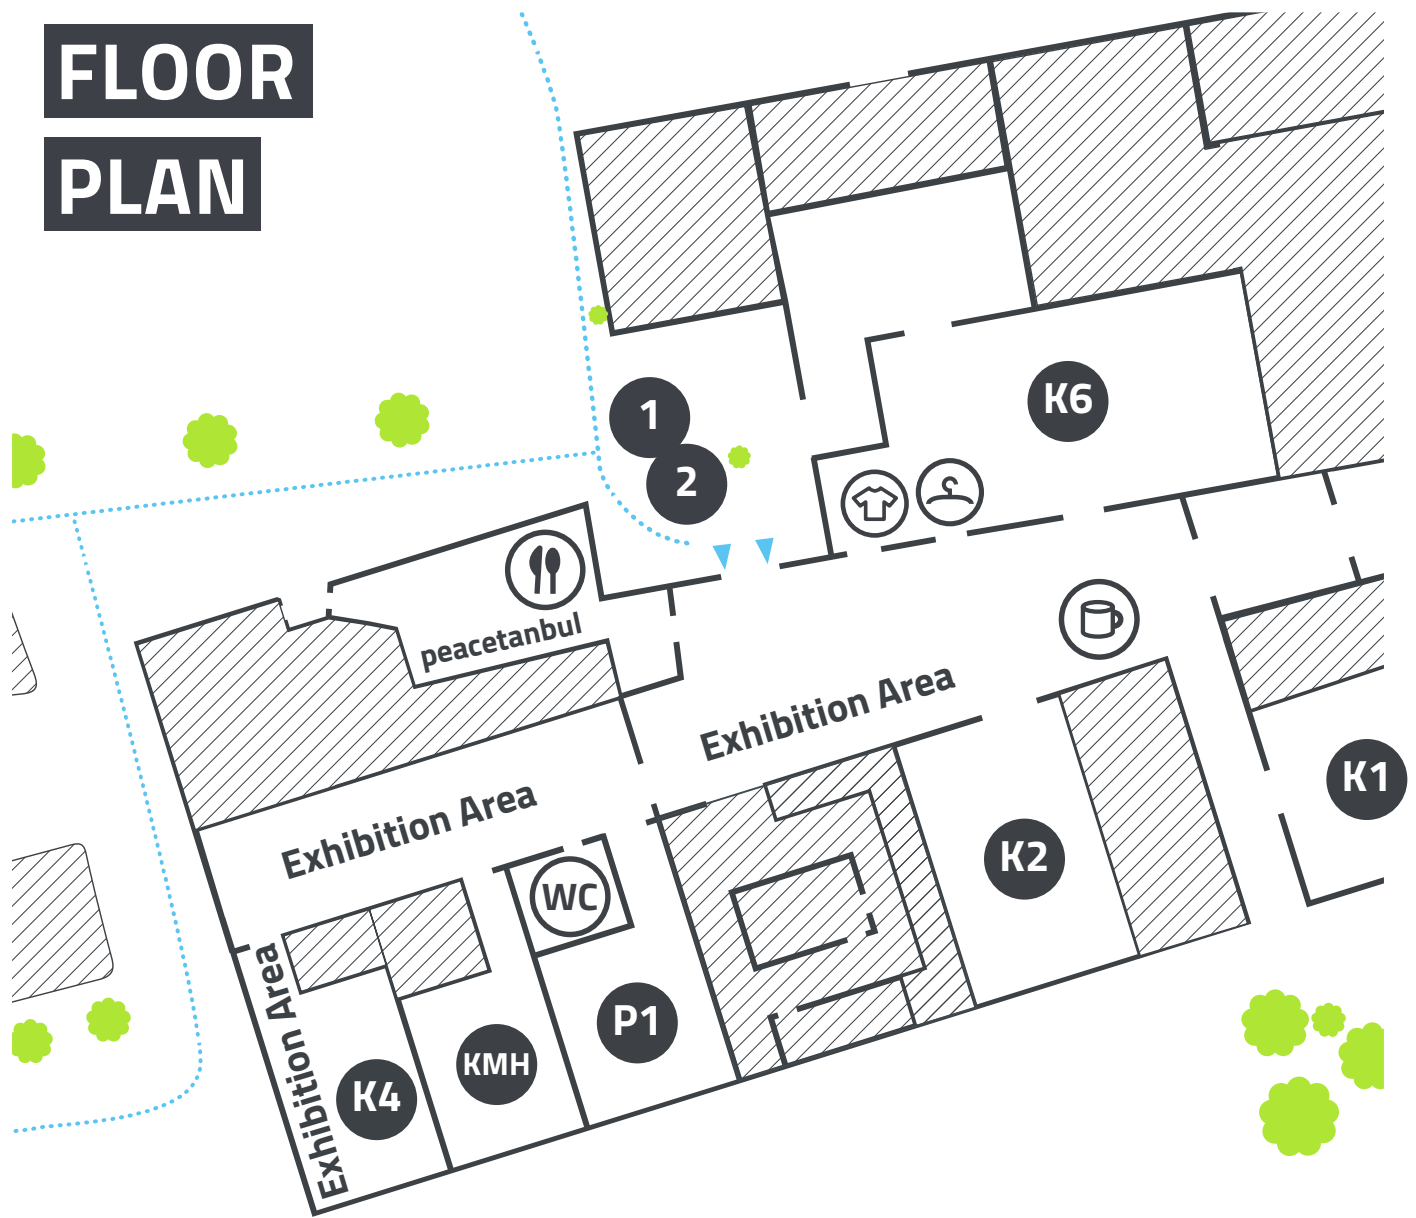 FLOOR
PLAN
1
2
K6
peacetanbul
Exhibition Area
Exhibition Area
K1
K2
WC
Exhibition Area
P1
KMH
K4